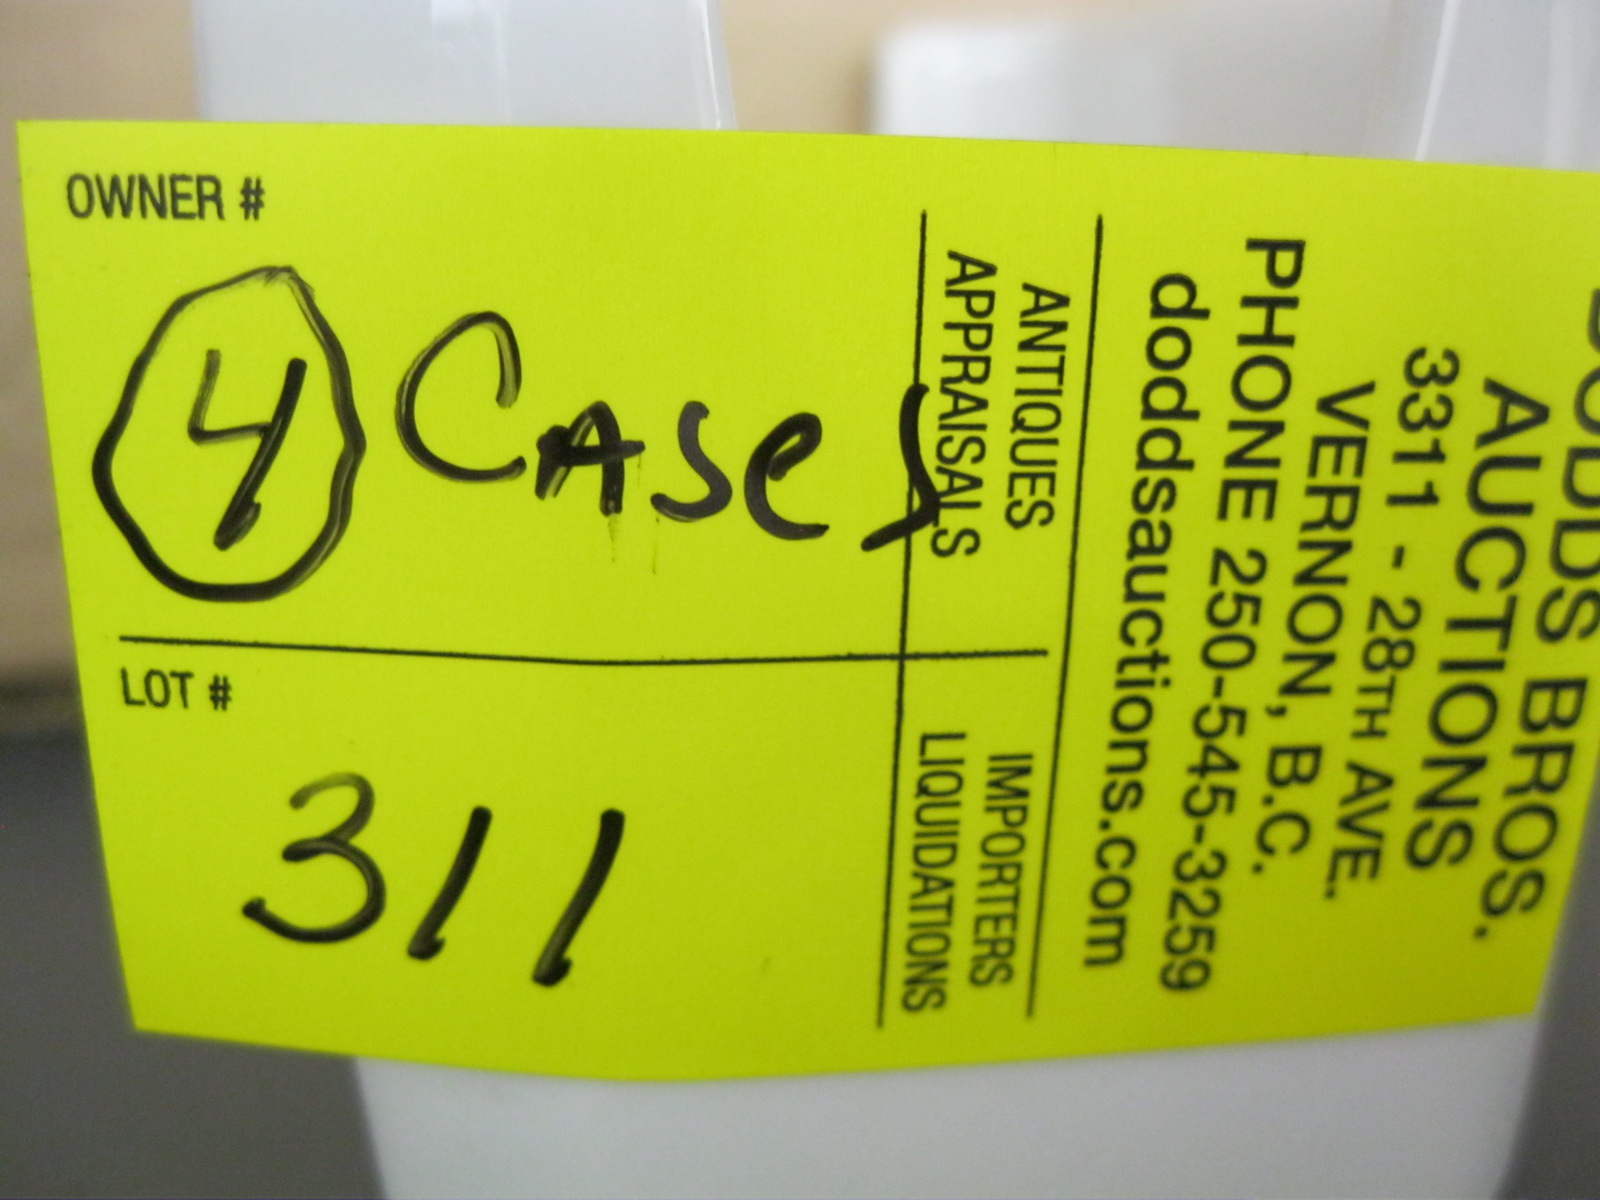 OWNER #
4 Cases
LOT #
311
ANTIQUES
APPRAISALS
IMPORTERS
LIQUIDATIONS
DODDS BROS.
AUCTIONS
3311 - 28TH AVE.
VERNON, B.C.
PHONE 250-545-3259
doddsauctions.com